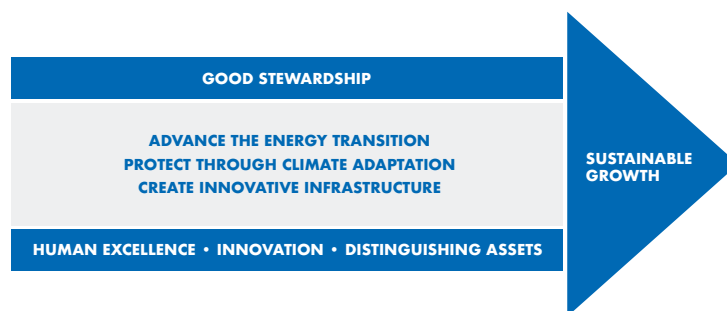 GOOD STEWARDSHIP
ADVANCE THE ENERGY TRANSITION
PROTECT THROUGH CLIMATE ADAPTATION
CREATE INNOVATIVE INFRASTRUCTURE
HUMAN EXCELLENCE • INNOVATION • DISTINGUISHING ASSETS
SUSTAINABLE
GROWTH